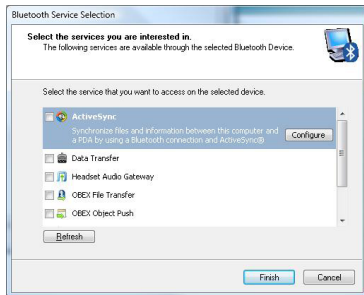 Bluetooth Service Selection
Select the services you are interested in.
The following services are available through the selected Bluetooth Device.
Select the service that you want to access on the selected device.
ActiveSync
Synchronize files and information between this computer and
a PDA by using a Bluetooth connection and ActiveSync®
Configure
Data Transfer
Headset Audio Gateway
OBEX File Transfer
OBEX Object Push
Refresh
Finish
Cancel